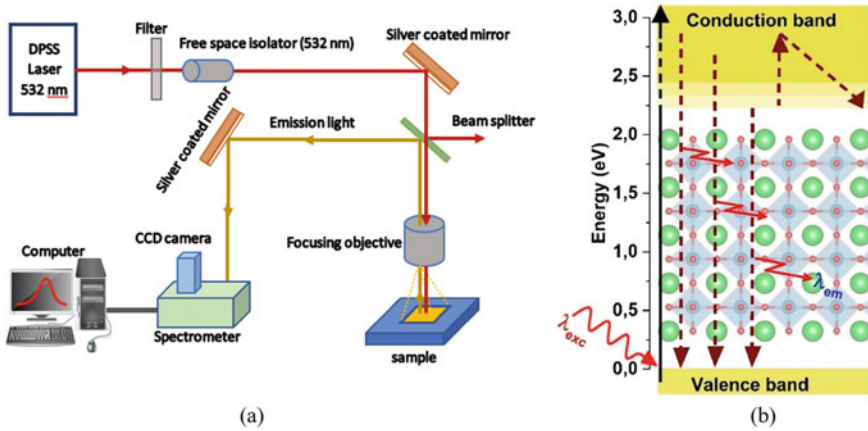 DPSS
Laser
532 nm
Filter
Free space isolator (532 nm)
Silver coated mirror
Silver coated mirror
Emission light
Beam splitter
Computer
CCD camera
Focusing objective
Spectrometer
sample
(a)
3,0
2,5
2,0
1,5
1,0
0,5
0,0
Energy (eV)
Conduction band
λem
λexc
Valence band
(b)